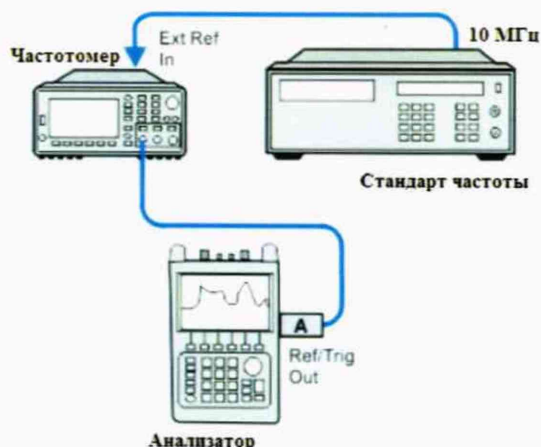 10 МГц
Ext Ref
In
Частотомер
Стандарт частоты
A
Ref/Trig
Out
Анализатор